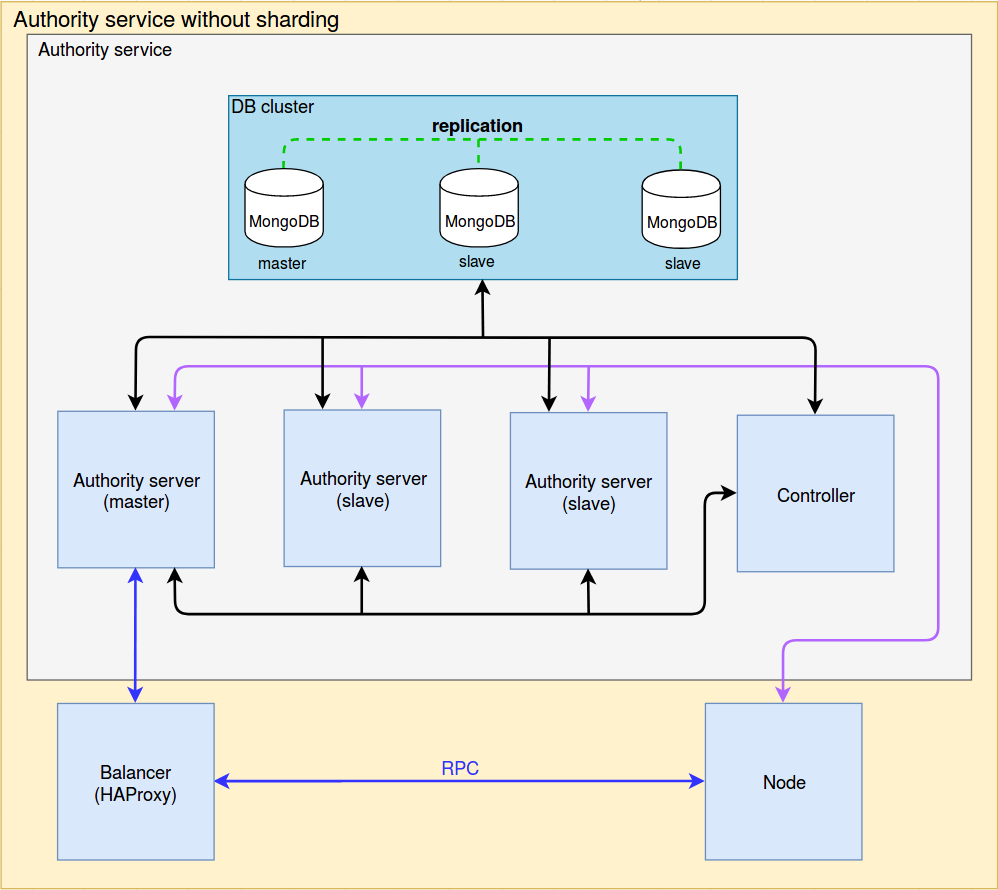 Authority service without sharding
Authority service
DB cluster
replication
MongoDB
MongoDB
MongoDB
master
slave
slave
Authority server
(master)
Authority server
(slave)
Authority server
(slave)
Controller
Balancer
(HAProxy)
RPC
Node